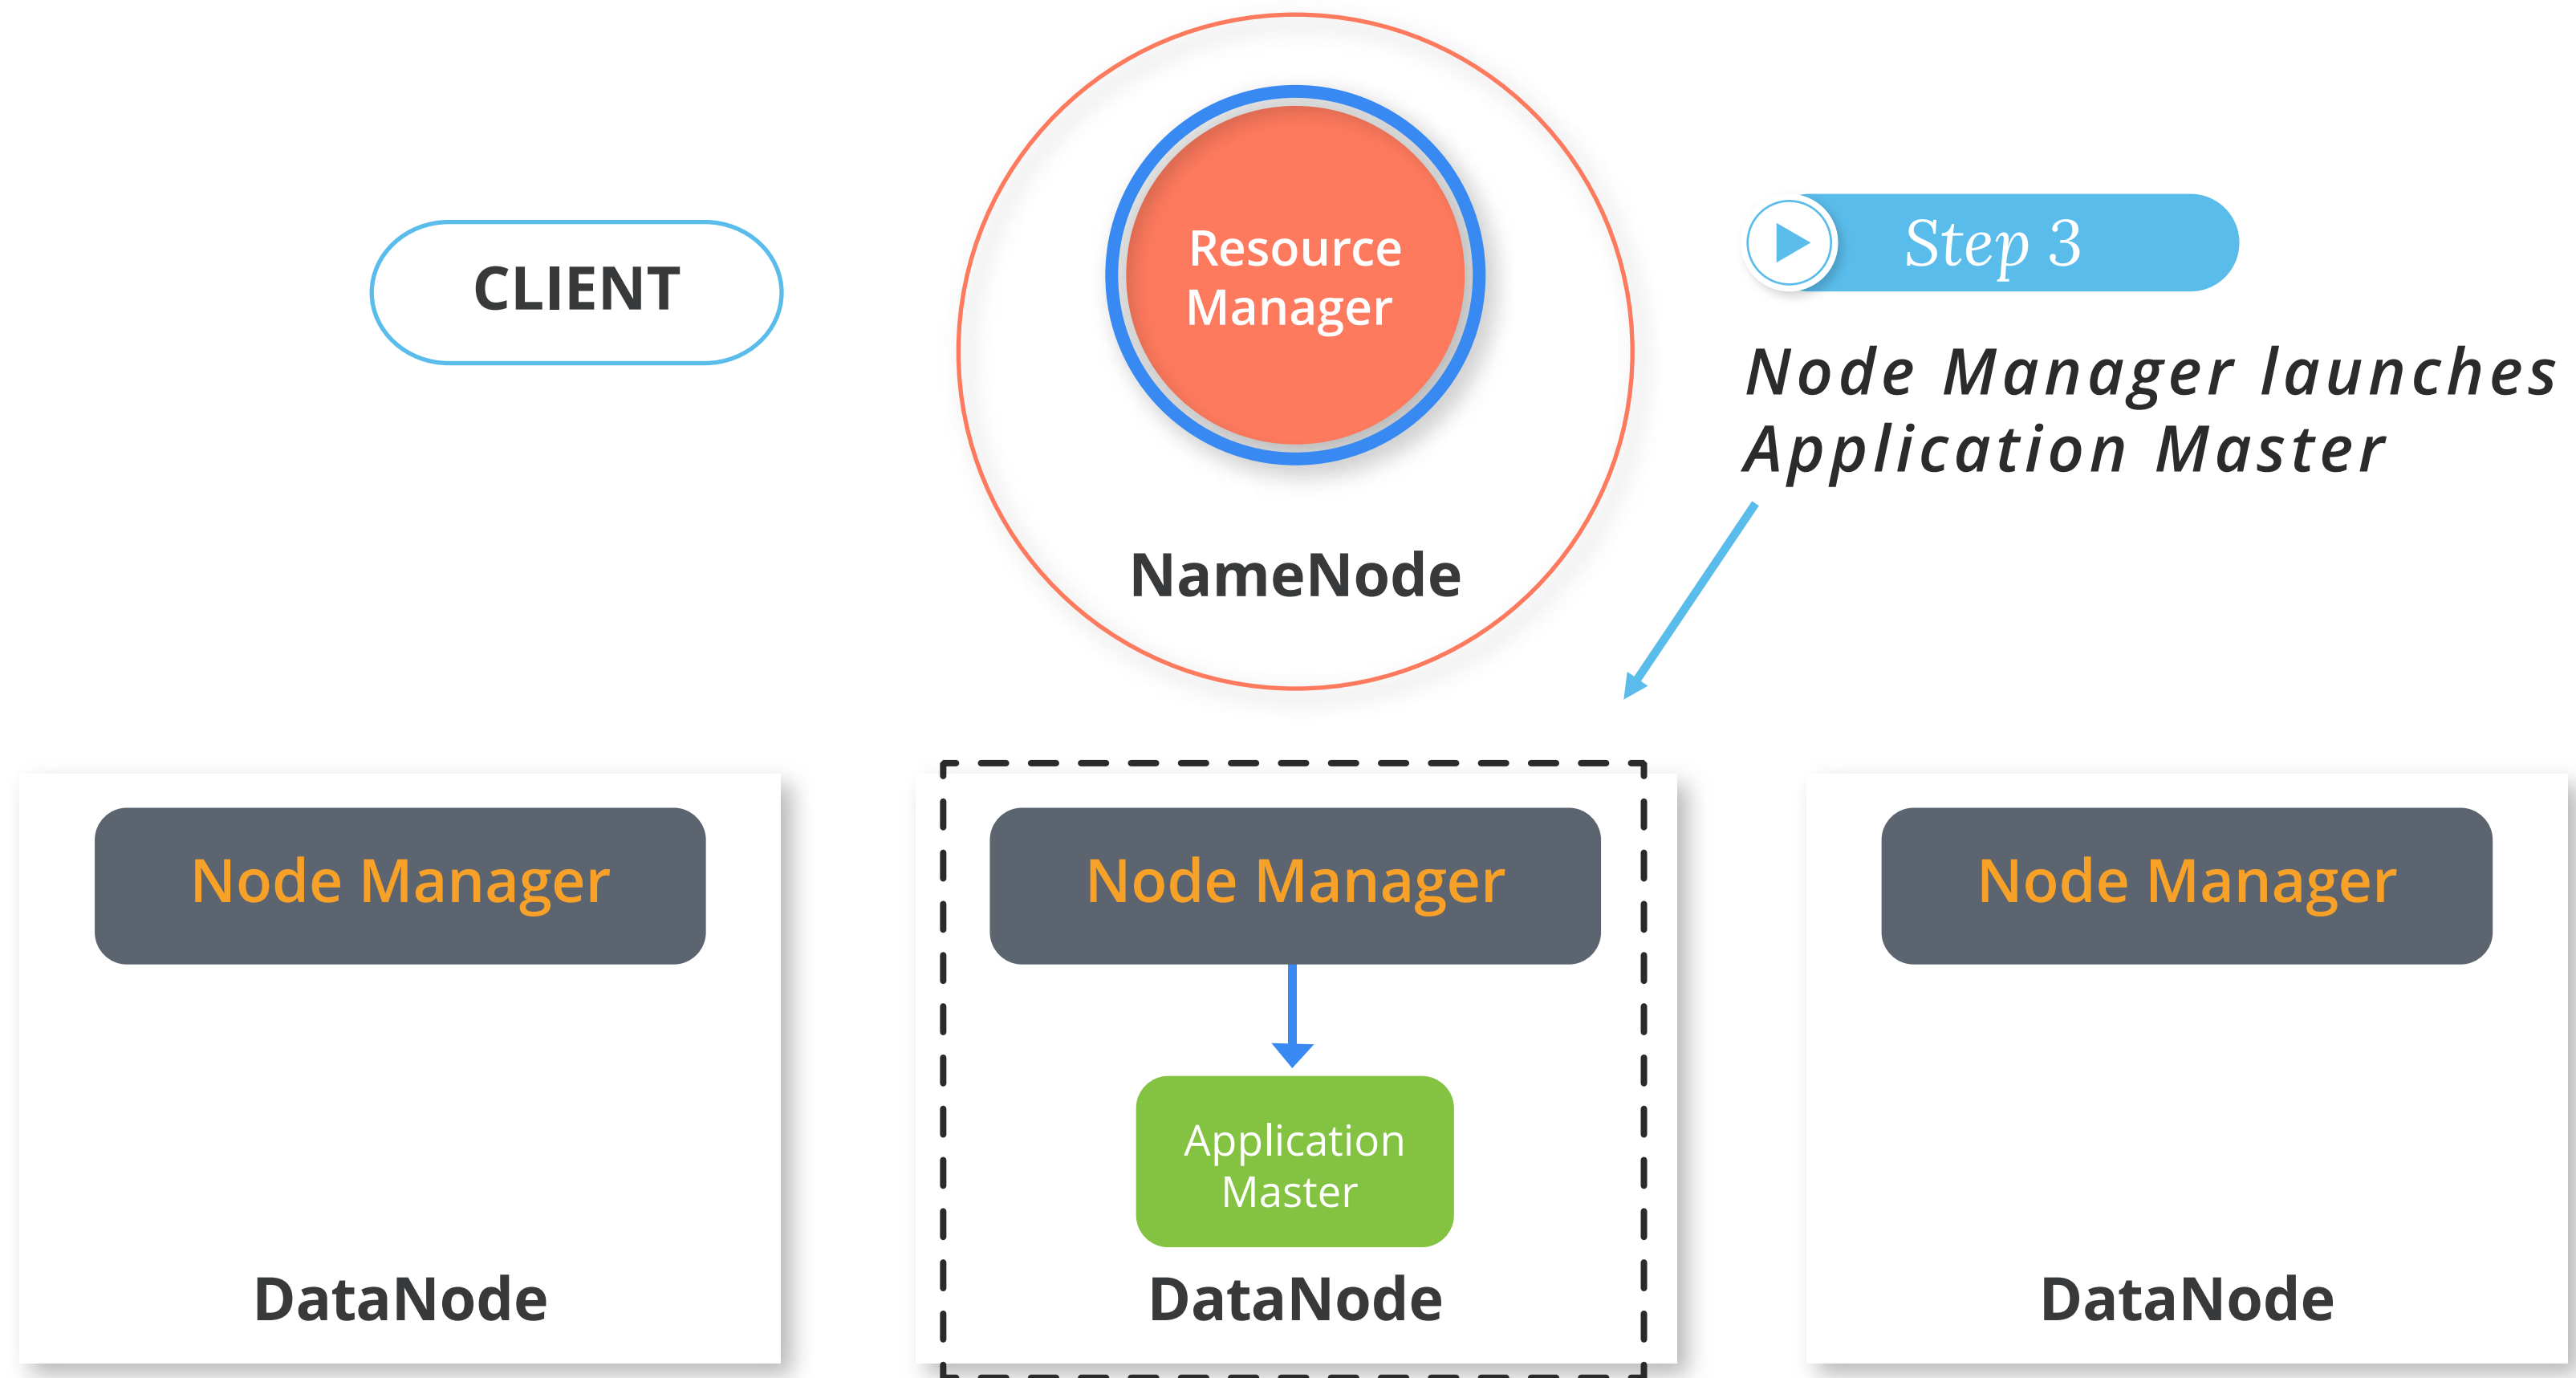 CLIENT
Resource
Manager
NameNode
Step 3
Node Manager launches
Application Master
Node Manager
DataNode
Node Manager
Application
Master
DataNode
Node Manager
DataNode